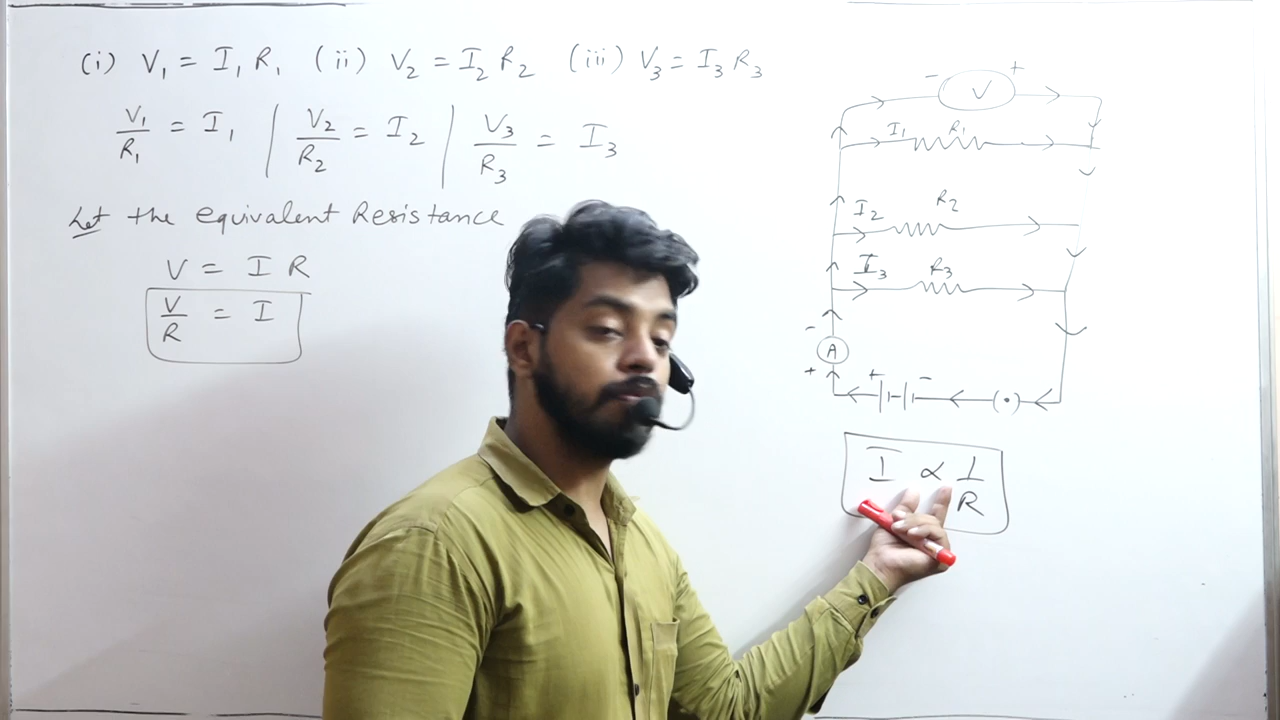 (i) V₁ = I₁ R₁ (ii) V₂ = I₂ R₂ (iii) V₃ = I₃ R₃
V₁/R₁ = I₁ | V₂/R₂ = I₂ | V₃/R₃ = I₃
Let the equivalent Resistance
V = I R
V/R = I
- V +
I₁ R₁
I₂ R₂
I₃ R₃
-
A
+
+ -
(•)
I ∝ 1/R